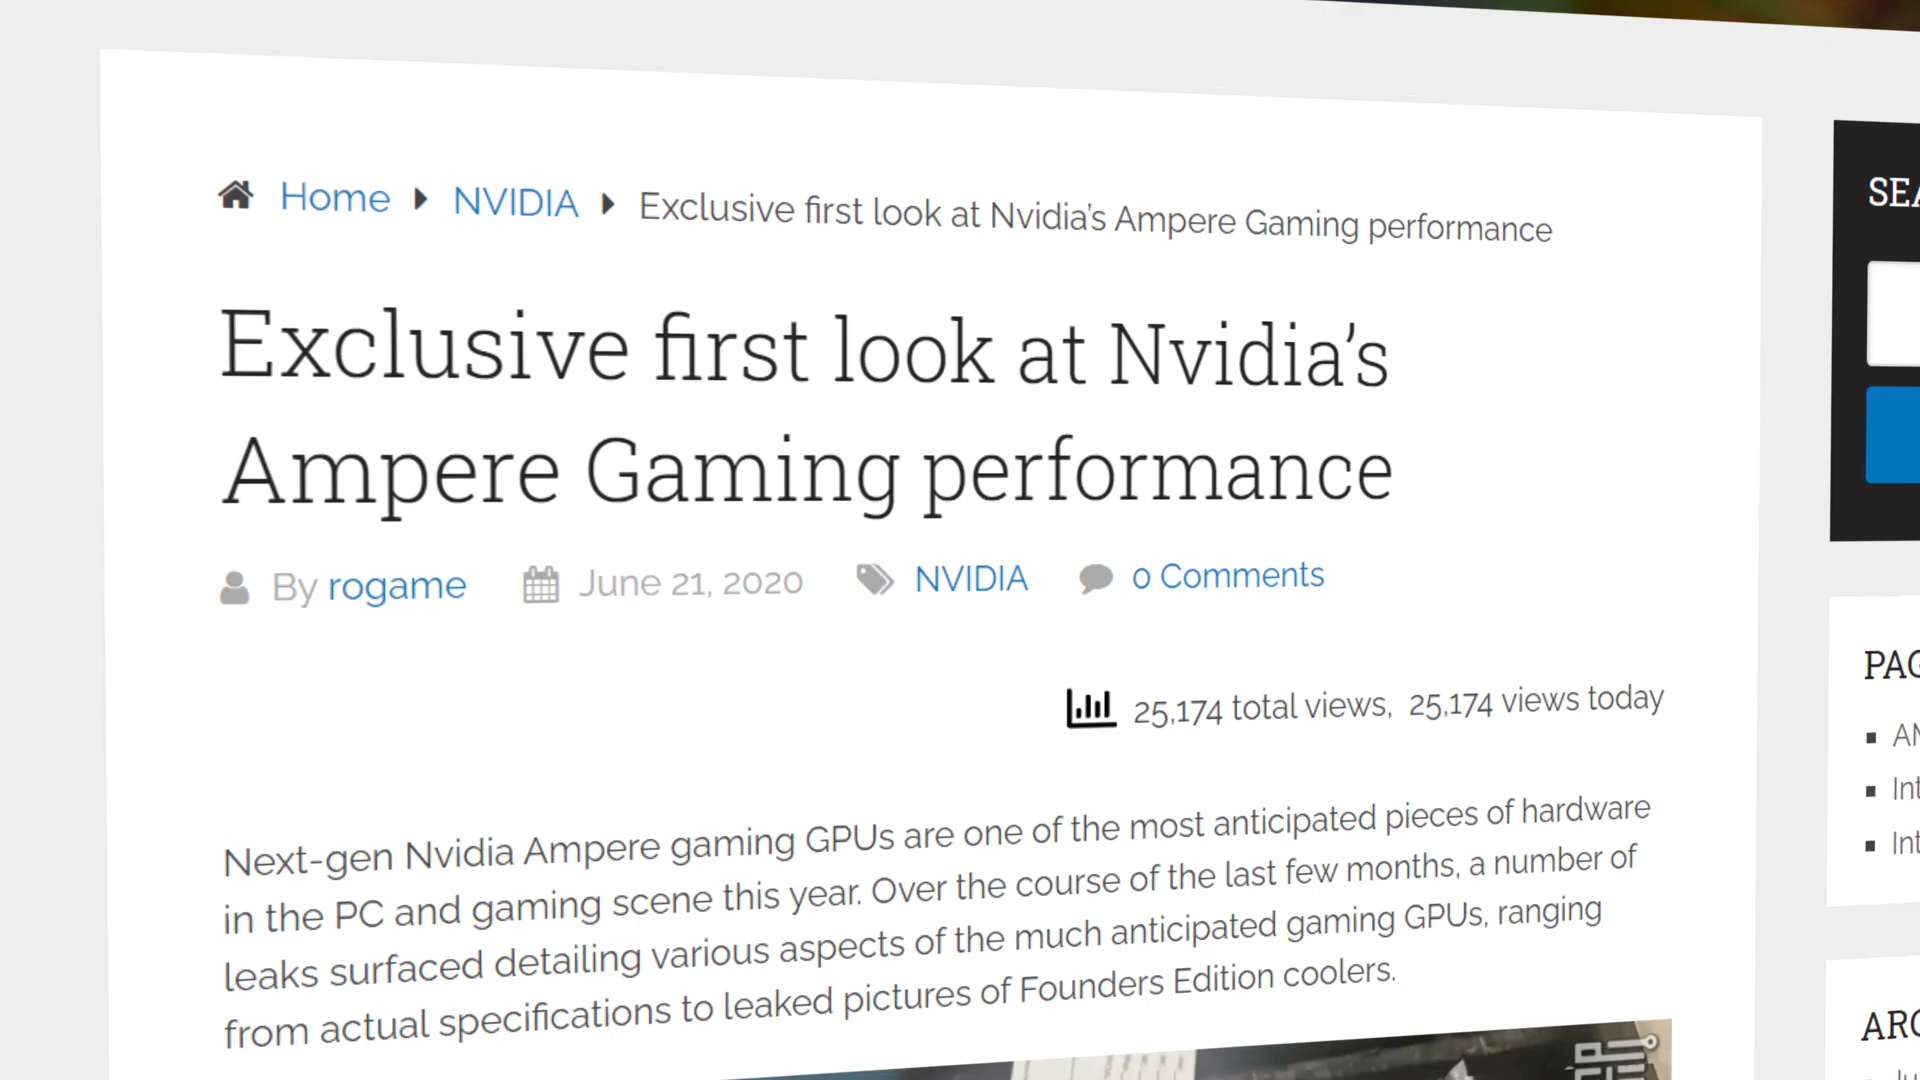 Home NVIDIA Exclusive first look at Nvidia’s Ampere Gaming performance
Exclusive first look at Nvidia’s
Ampere Gaming performance
By rogame June 21, 2020 NVIDIA 0 Comments
25,174 total views, 25,174 views today
Next-gen Nvidia Ampere gaming GPUs are one of the most anticipated pieces of hardware
in the PC and gaming scene this year. Over the course of the last few months, a number of
leaks surfaced detailing various aspects of the much anticipated gaming GPUs, ranging
from actual specifications to leaked pictures of Founders Edition coolers.